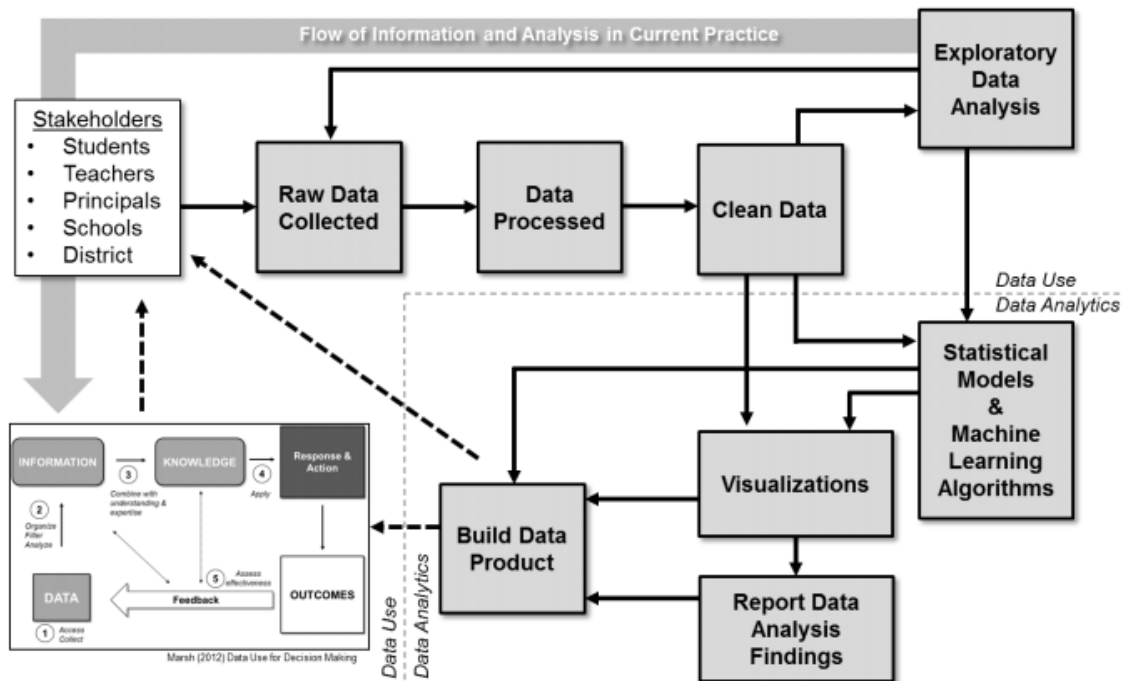 Flow of Information and Analysis in Current Practice
Exploratory
Data
Analysis
Stakeholders
• Students
• Teachers
• Principals
• Schools
• District
Raw Data
Collected
Data
Processed
Clean Data
Data Use
Data Analytics
Statistical
Models
&
Machine
Learning
Algorithms
Visualizations
Build Data
Product
Report Data
Analysis
Findings
Data Use
Data Analytics
INFORMATION
3
Combine with
understanding &
expertise
KNOWLEDGE
4
Apply
Response &
Action
2
Organize
Filter
Analyze
5
Assess
effectiveness
DATA
Feedback
OUTCOMES
1
Access
Collect
Marsh (2012) Data Use for Decision Making